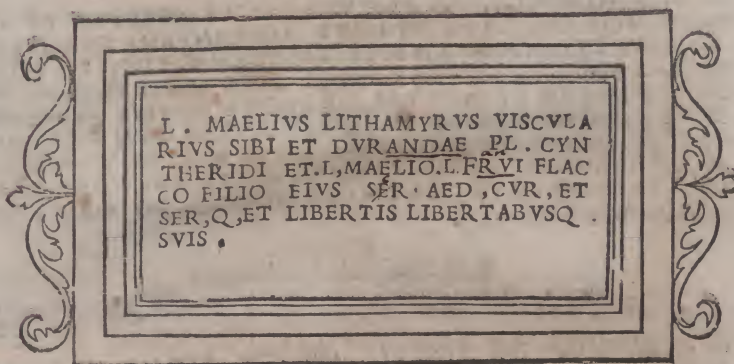 L . MAELIVS LITHAMYRVS VISCVLA
RIVS SIBI ET DVRANDAE PL . CYN
THERIDI ET.L,MAELIO.L.FRVI FLAC
CO FILIO EIVS SER· AED ,CVR, ET
SER,Q,ET LIBERTIS LIBERTABVSQ .
SVIS .